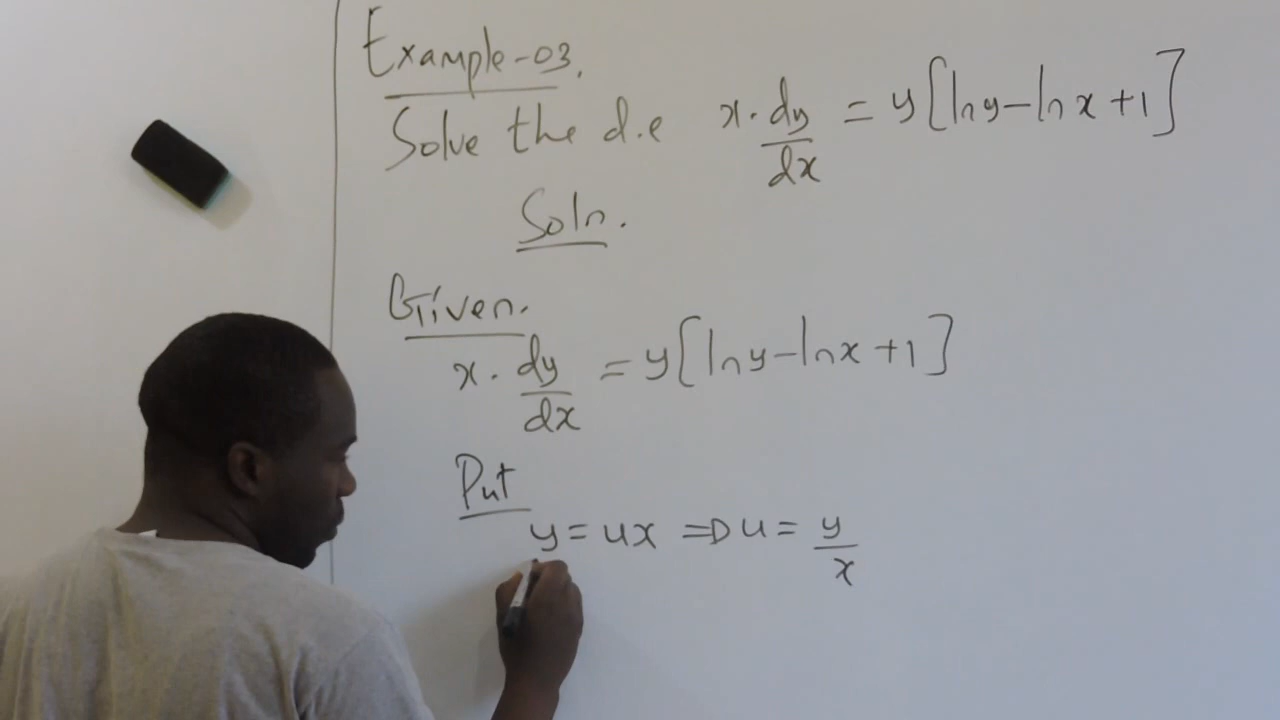 Example-03.
Solve the d.e x. dy/dx = y[lny-lnx+1]
Soln.
Given.
x. dy/dx = y[lny-lnx+1]
Put
y = ux ⇒ u = y/x